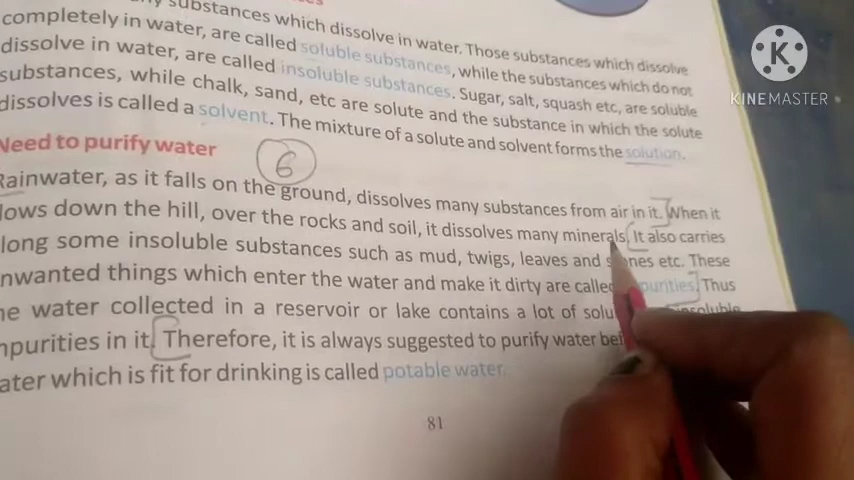 substances which dissolve in water. Those substances which dissolve
completely in water, are called soluble substances, while the substances which do not
dissolve in water, are called insoluble substances. Sugar, salt, squash etc, are soluble
substances, while chalk, sand, etc are solute and the substance in which the solute
dissolves is called a solvent. The mixture of a solute and solvent forms the solution.
Need to purify water
6
Rainwater, as it falls on the ground, dissolves many substances from air in it. When it
lows down the hill, over the rocks and soil, it dissolves many minerals. It also carries
long some insoluble substances such as mud, twigs, leaves and stones etc. These
nwanted things which enter the water and make it dirty are called purities. Thus
he water collected in a reservoir or lake contains a lot of solu insoluble
mpurities in it. Therefore, it is always suggested to purify water bef
ater which is fit for drinking is called potable water.
81
K
KINEMASTER